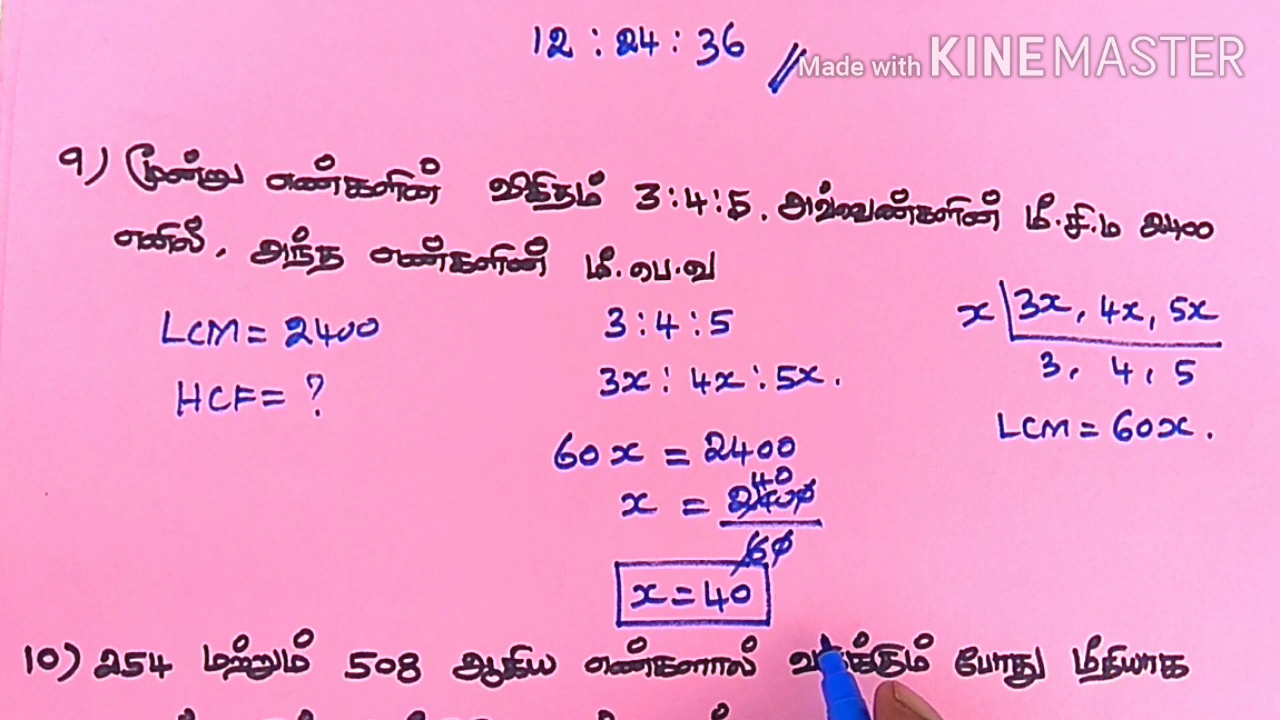 12 : 24 : 36 //
Made with KINEMASTER
9) மூன்று எண்களின் விகிதம் 3:4:5. அவ்வெண்களின் மீ.சி.ம 2400
எனில், அந்த எண்களின் மீ.பெ.வ
LCM = 2400
HCF = ?
3 : 4 : 5
3x : 4x : 5x.
60x = 2400
40
x = 2400
60
x = 40
x 3x, 4x, 5x
3, 4, 5
LCM = 60x.
10) 254 மற்றும் 508 ஆகிய எண்களால் வகுக்கும் போது மீதியாக